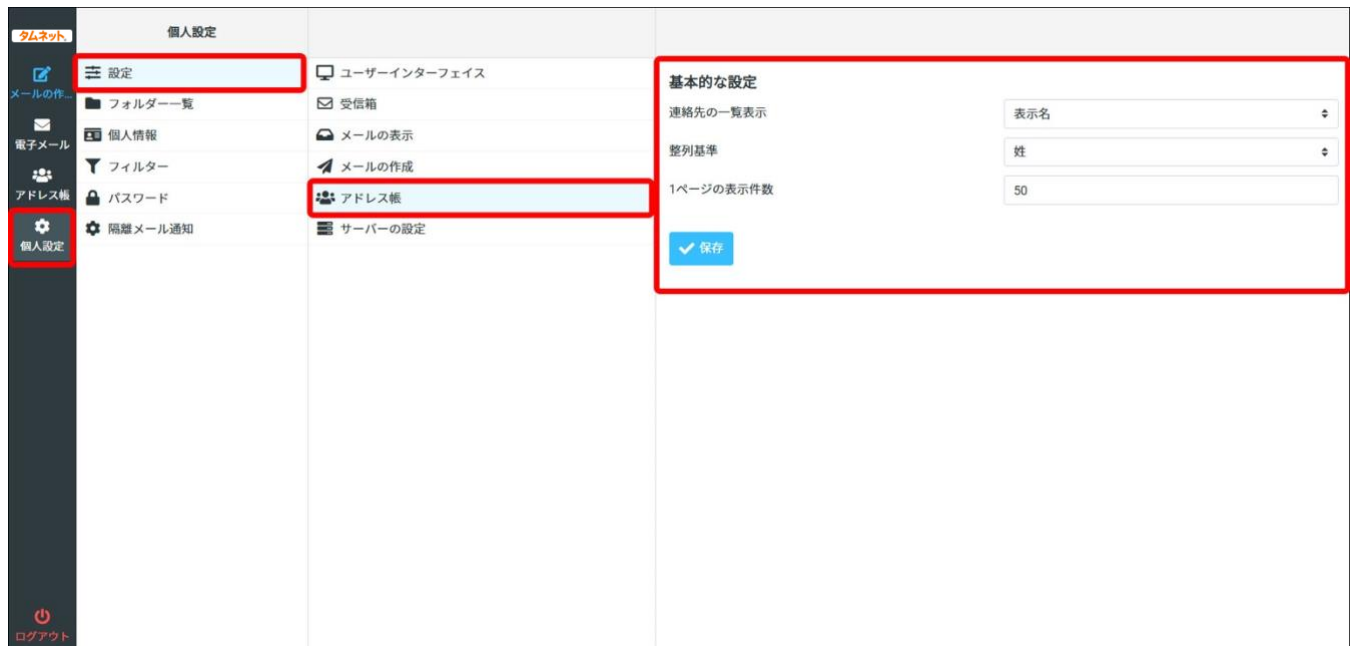 タムネット.
メールの作...
電子メール
アドレス帳
個人設定
ログアウト
個人設定
設定
フォルダー一覧
個人情報
フィルター
パスワード
隔離メール通知
ユーザーインターフェイス
受信箱
メールの表示
メールの作成
アドレス帳
サーバーの設定
基本的な設定
連絡先の一覧表示
表示名
整列基準
姓
1ページの表示件数
50
保存